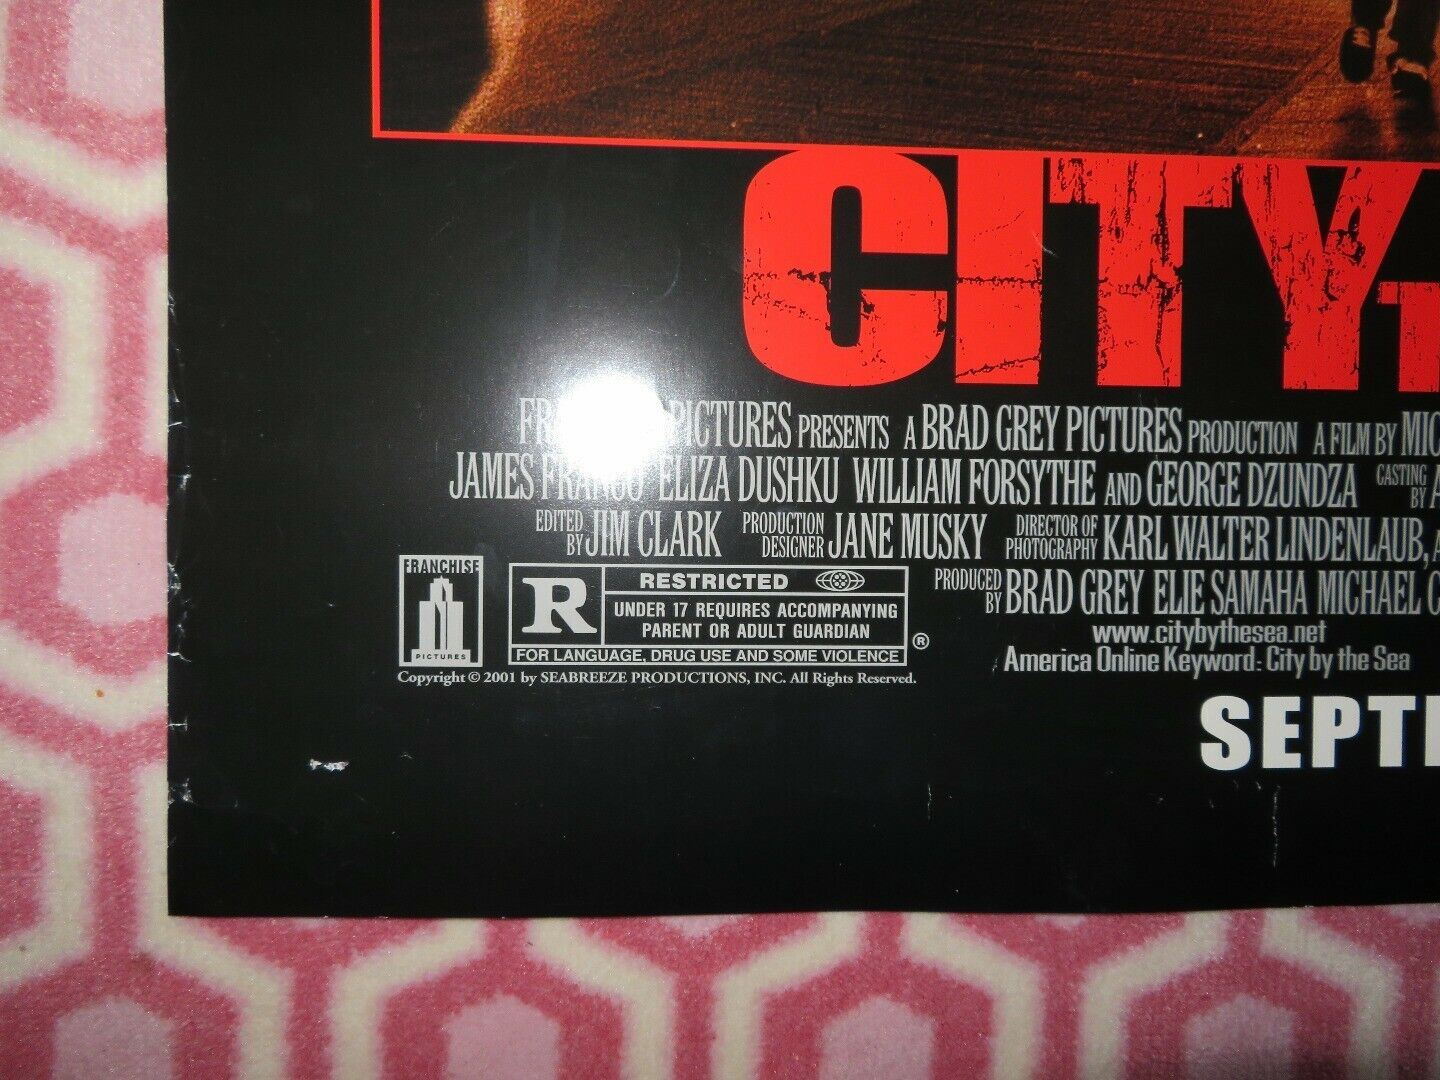 CITY
PICTURES PRESENTS A BRAD GREY PICTURES PRODUCTION A FILM BY
JAMES FRANCO ELIZA DUSHKU WILLIAM FORSYTHE AND GEORGE DZUNDZA CASTING BY
EDITED BY JIM CLARK PRODUCTION DESIGNER JANE MUSKY DIRECTOR OF PHOTOGRAPHY KARL WALTER LINDENLAUB,
PRODUCED BY BRAD GREY ELIE SAMAHA MICHAEL C
FRANCHISE
PICTURES
R
RESTRICTED
UNDER 17 REQUIRES ACCOMPANYING
PARENT OR ADULT GUARDIAN
FOR LANGUAGE, DRUG USE AND SOME VIOLENCE
®
Copyright © 2001 by SEABREEZE PRODUCTIONS, INC. All Rights Reserved.
www.citybythesea.net
America Online Keyword: City by the Sea
SEPTE